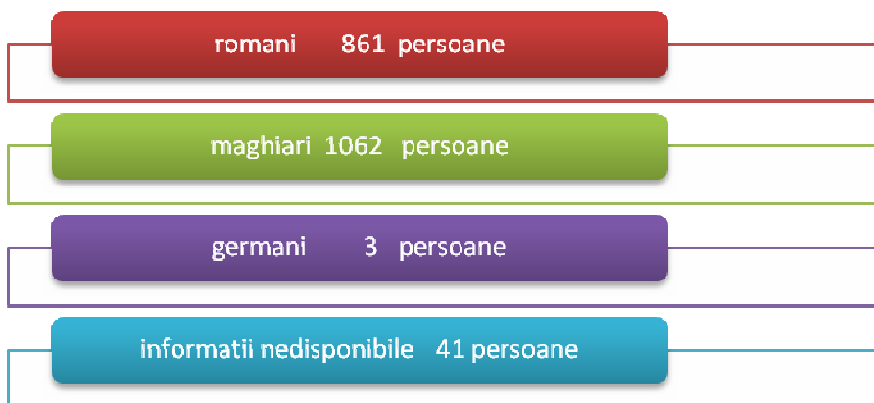 romani 861 persoane
maghiari 1062 persoane
germani 3 persoane
informatii nedisponibile 41 persoane